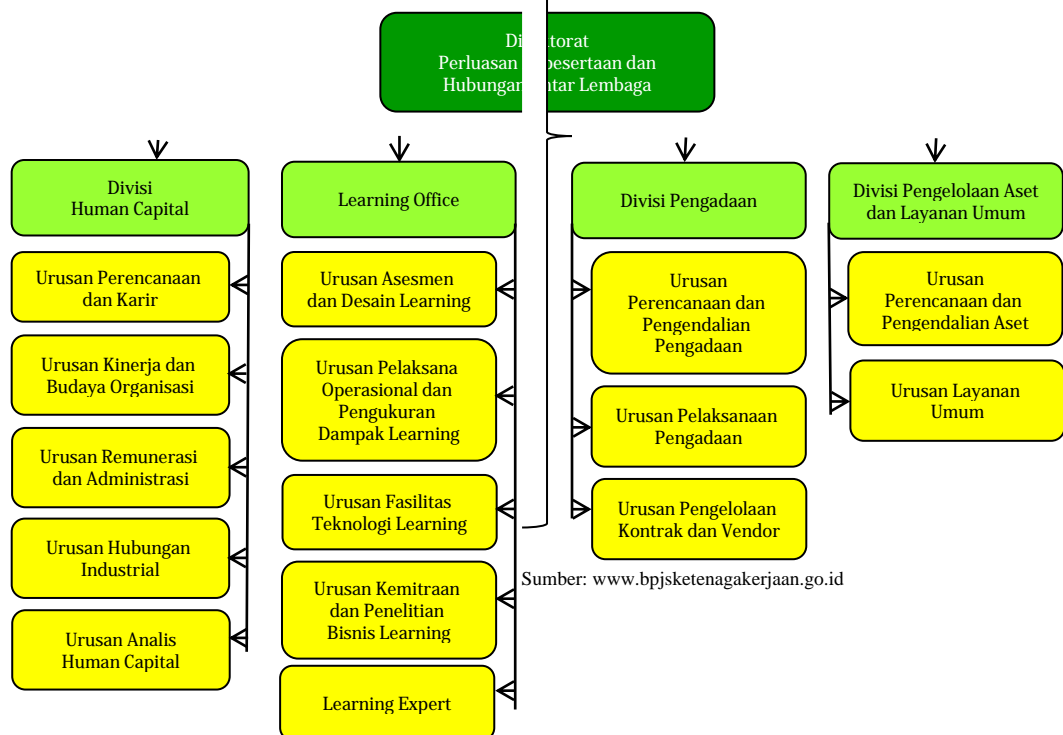 Perluasan
dan
Hubungan
Lembaga
Divisi
Human Capital
Urusan Perencanaan
dan Karir
Urusan Kinerja dan
Budaya Organisasi
Urusan Remunerasi
dan Administrasi
Urusan Hubungan
Industrial
Urusan Analis
Human Capital
Learning Office
Urusan Asesmen
dan Desain Learning
Urusan Pelaksana
Operasional dan
Pengukuran
Dampak Learning
Urusan Fasilitas
Teknologi Learning
Urusan Kemitraan
dan Penelitian
Bisnis Learning
Learning Expert
Divisi Pengadaan
Urusan
Perencanaan dan
Pengendalian
Pengadaan
Urusan Pelaksanaan
Pengadaan
Urusan Pengelolaan
Kontrak dan Vendor
Divisi Pengelolaan Aset
dan Layanan Umum
Urusan
Perencanaan dan
Pengendalian Aset
Urusan Layanan
Umum
Sumber: www.bpjsketenagakerjaan.go.id